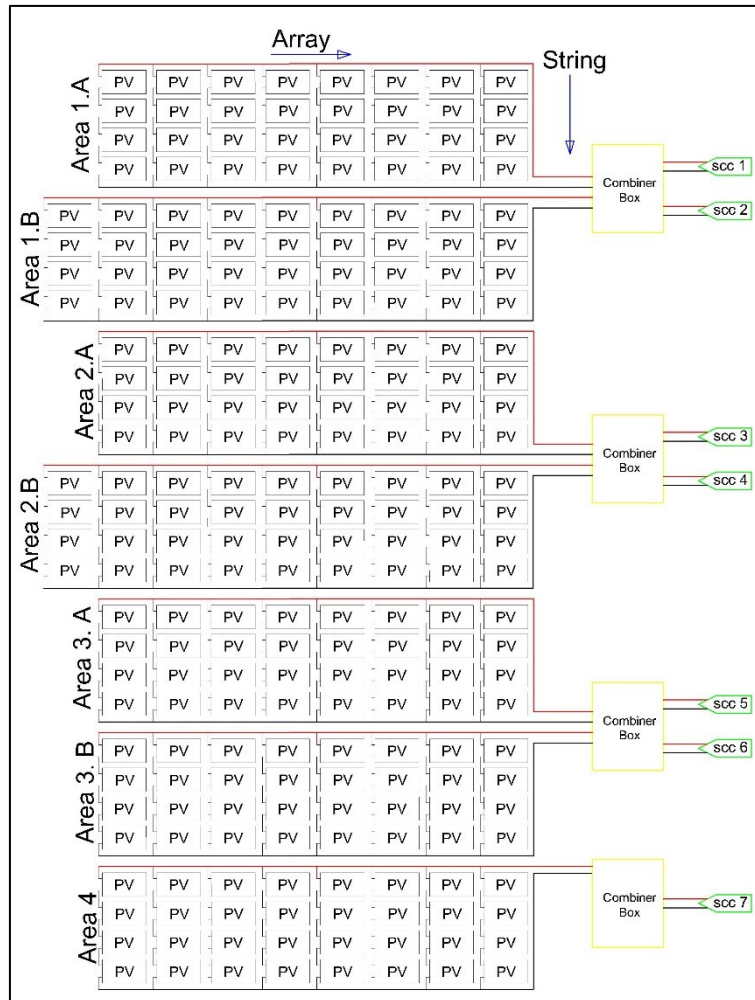 Array
String
Area 1.A
PV PV PV PV PV PV PV PV
PV PV PV PV PV PV PV PV
PV PV PV PV PV PV PV PV
PV PV PV PV PV PV PV PV
Combiner
Box
scc 1
scc 2
Area 1.B
PV PV PV PV PV PV PV PV PV
PV PV PV PV PV PV PV PV PV
PV PV PV PV PV PV PV PV PV
PV PV PV PV PV PV PV PV PV
Area 2.A
PV PV PV PV PV PV PV PV
PV PV PV PV PV PV PV PV
PV PV PV PV PV PV PV PV
PV PV PV PV PV PV PV PV
Combiner
Box
scc 3
scc 4
Area 2.B
PV PV PV PV PV PV PV PV PV
PV PV PV PV PV PV PV PV PV
PV PV PV PV PV PV PV PV PV
PV PV PV PV PV PV PV PV PV
Area 3. A
PV PV PV PV PV PV PV PV
PV PV PV PV PV PV PV PV
PV PV PV PV PV PV PV PV
PV PV PV PV PV PV PV PV
Combiner
Box
scc 5
scc 6
Area 3. B
PV PV PV PV PV PV PV PV
PV PV PV PV PV PV PV PV
PV PV PV PV PV PV PV PV
PV PV PV PV PV PV PV PV
Area 4
PV PV PV PV PV PV PV PV
PV PV PV PV PV PV PV PV
PV PV PV PV PV PV PV PV
PV PV PV PV PV PV PV PV
Combiner
Box
scc 7